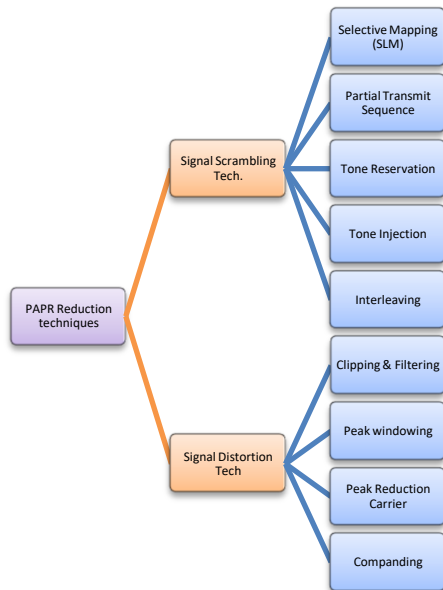 Selective Mapping
(SLM)
Partial Transmit
Sequence
Signal Scrambling
Tech.
Tone Reservation
Tone Injection
Interleaving
PAPR Reduction
techniques
Clipping & Filtering
Peak windowing
Signal Distortion
Tech
Peak Reduction
Carrier
Companding